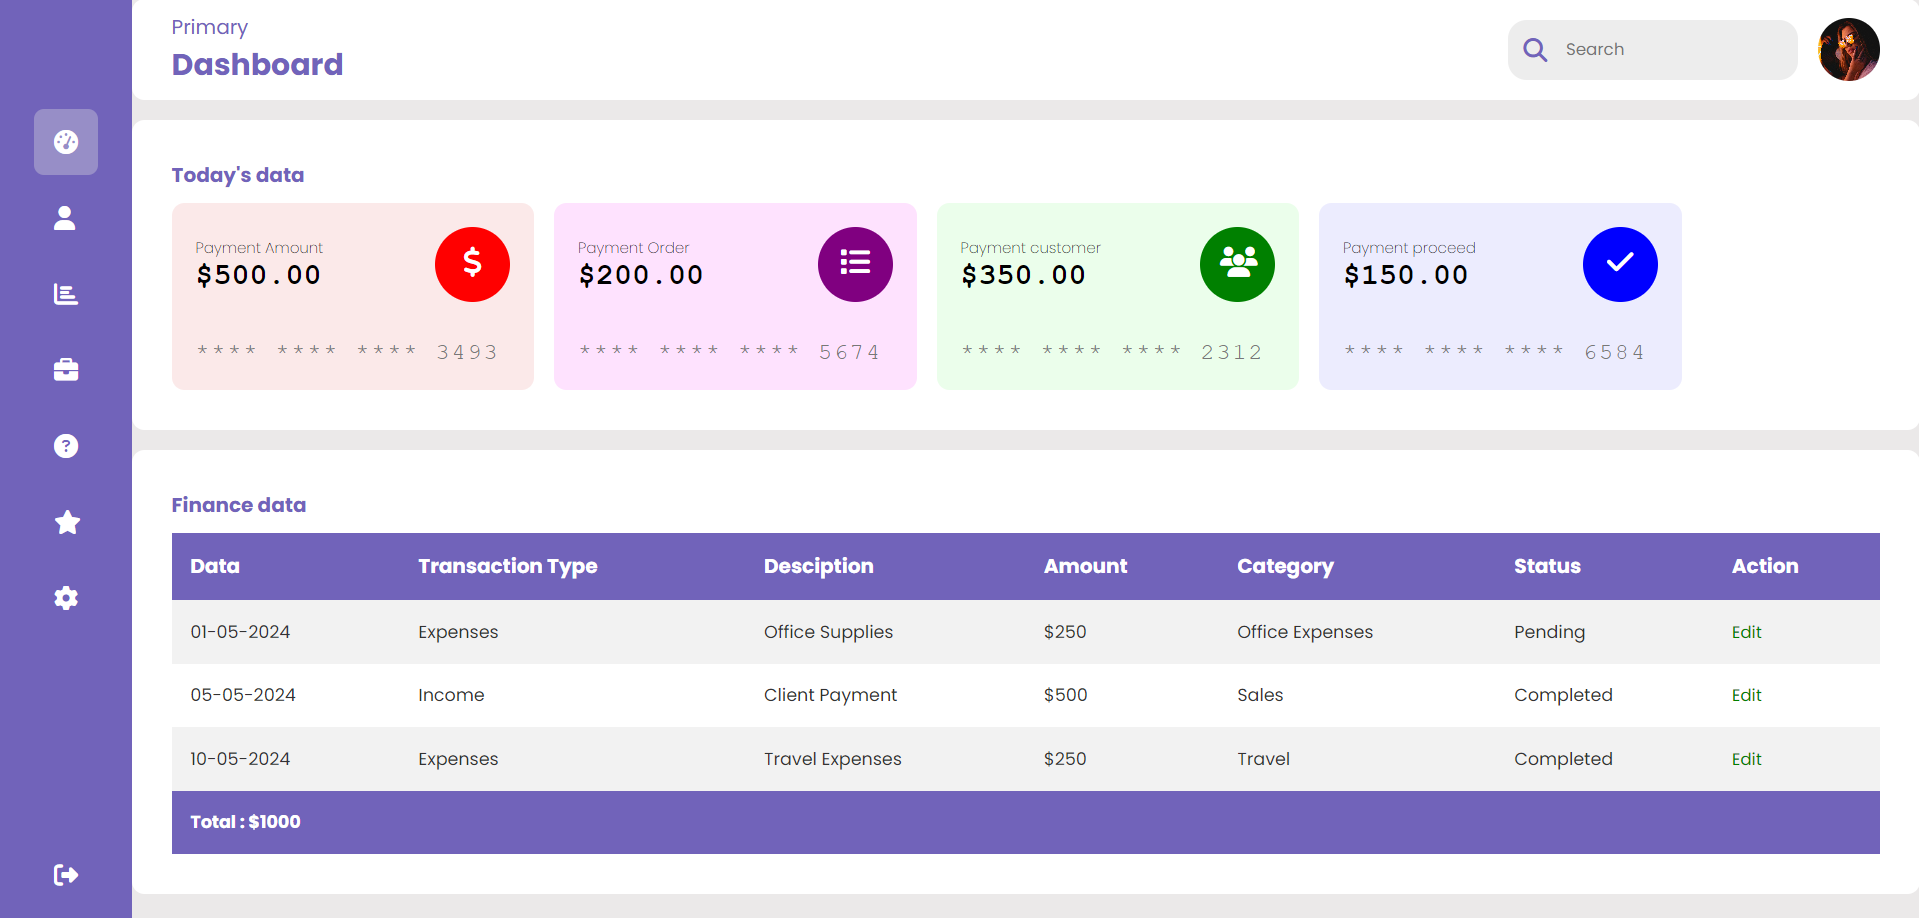 Primary
Dashboard
Search
Today's data
Payment Amount
$500.00
**** **** **** 3493
Payment Order
$200.00
**** **** **** 5674
Payment customer
$350.00
**** **** **** 2312
Payment proceed
$150.00
**** **** **** 6584
Finance data
Data Transaction Type Desciption Amount Category Status Action
01-05-2024 Expenses Office Supplies $250 Office Expenses Pending Edit
05-05-2024 Income Client Payment $500 Sales Completed Edit
10-05-2024 Expenses Travel Expenses $250 Travel Completed Edit
Total : $1000